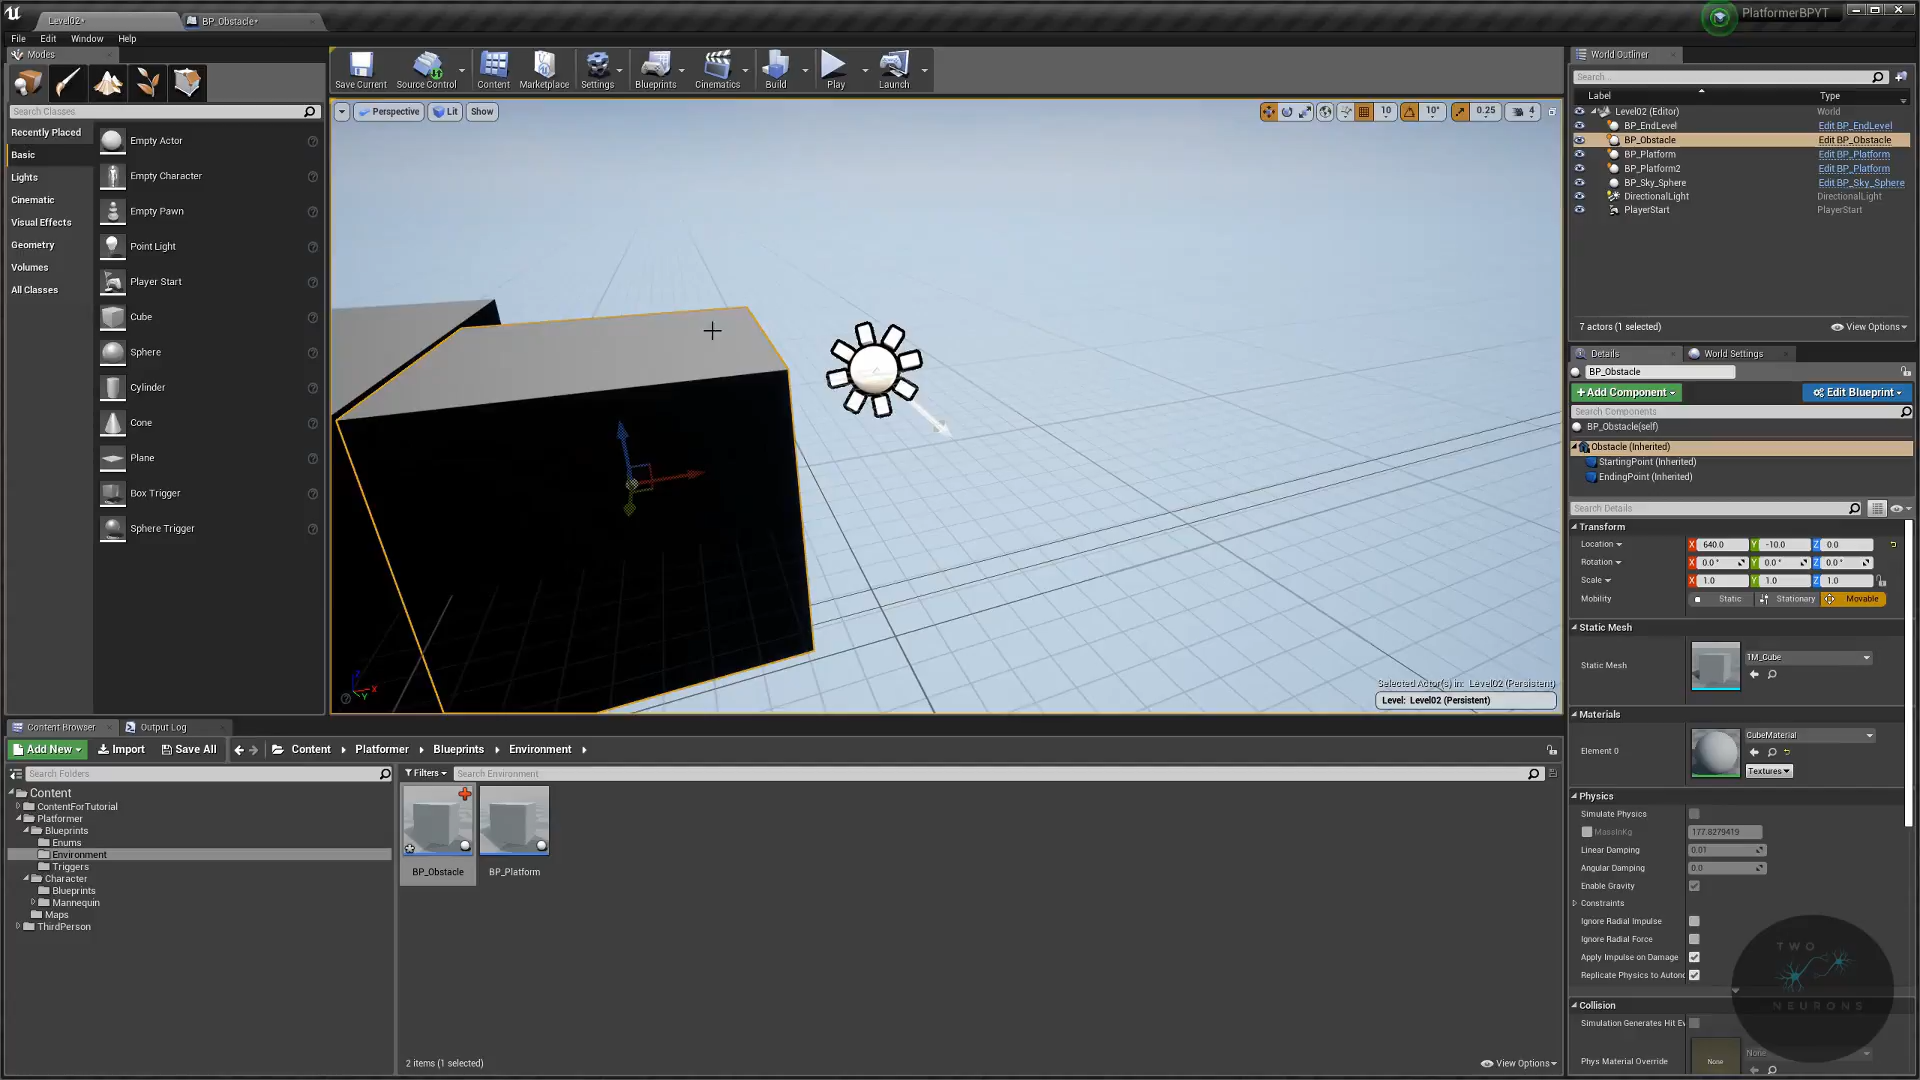 Level02*
BP_Obstacle*
PlatformerBPYT
File Edit Window Help
Modes
Search Classes
Recently Placed
Basic
Lights
Cinematic
Visual Effects
Geometry
Volumes
All Classes
Empty Actor
Empty Character
Empty Pawn
Point Light
Player Start
Cube
Sphere
Cylinder
Cone
Plane
Box Trigger
Sphere Trigger
Save Current
Source Control
Content
Marketplace
Settings
Blueprints
Cinematics
Build
Play
Launch
Perspective
Lit
Show
10
10°
0.25
4
Selected Actor(s) in: Level02 (Persistent)
Level: Level02 (Persistent)
World Outliner
Search...
Label Type
Level02 (Editor) World
BP_EndLevel Edit BP_EndLevel
BP_Obstacle Edit BP_Obstacle
BP_Platform Edit BP_Platform
BP_Platform2 Edit BP_Platform
BP_Sky_Sphere Edit BP_Sky_Sphere
DirectionalLight DirectionalLight
PlayerStart PlayerStart
7 actors (1 selected)
View Options
Details
World Settings
BP_Obstacle
+Add Component
Edit Blueprint
Search Components
BP_Obstacle(self)
Obstacle (Inherited)
StartingPoint (Inherited)
EndingPoint (Inherited)
Search Details
Transform
Location X 640.0 Y -10.0 Z 0.0
Rotation X 0.0° Y 0.0° Z 0.0°
Scale X 1.0 Y 1.0 Z 1.0
Mobility Static Stationary Movable
Static Mesh
Static Mesh 1M_Cube
Materials
Element 0 CubeMaterial
Textures
Physics
Simulate Physics
MassInKg 177.8279419
Linear Damping 0.01
Angular Damping 0.0
Enable Gravity
Constraints
Ignore Radial Impulse
Ignore Radial Force
Apply Impulse on Damage
Replicate Physics to Auton
Collision
Simulation Generates Hit Ev
Phys Material Override None None
TWO
NEURONS
Content Browser
Output Log
Add New
Import
Save All
Content Platformer Blueprints Environment
Search Folders
Filters
Search Environment
Content
ContentForTutorial
Platformer
Blueprints
Enums
Environment
Triggers
Character
Blueprints
Mannequin
Maps
ThirdPerson
BP_Obstacle
BP_Platform
2 items (1 selected)
View Options